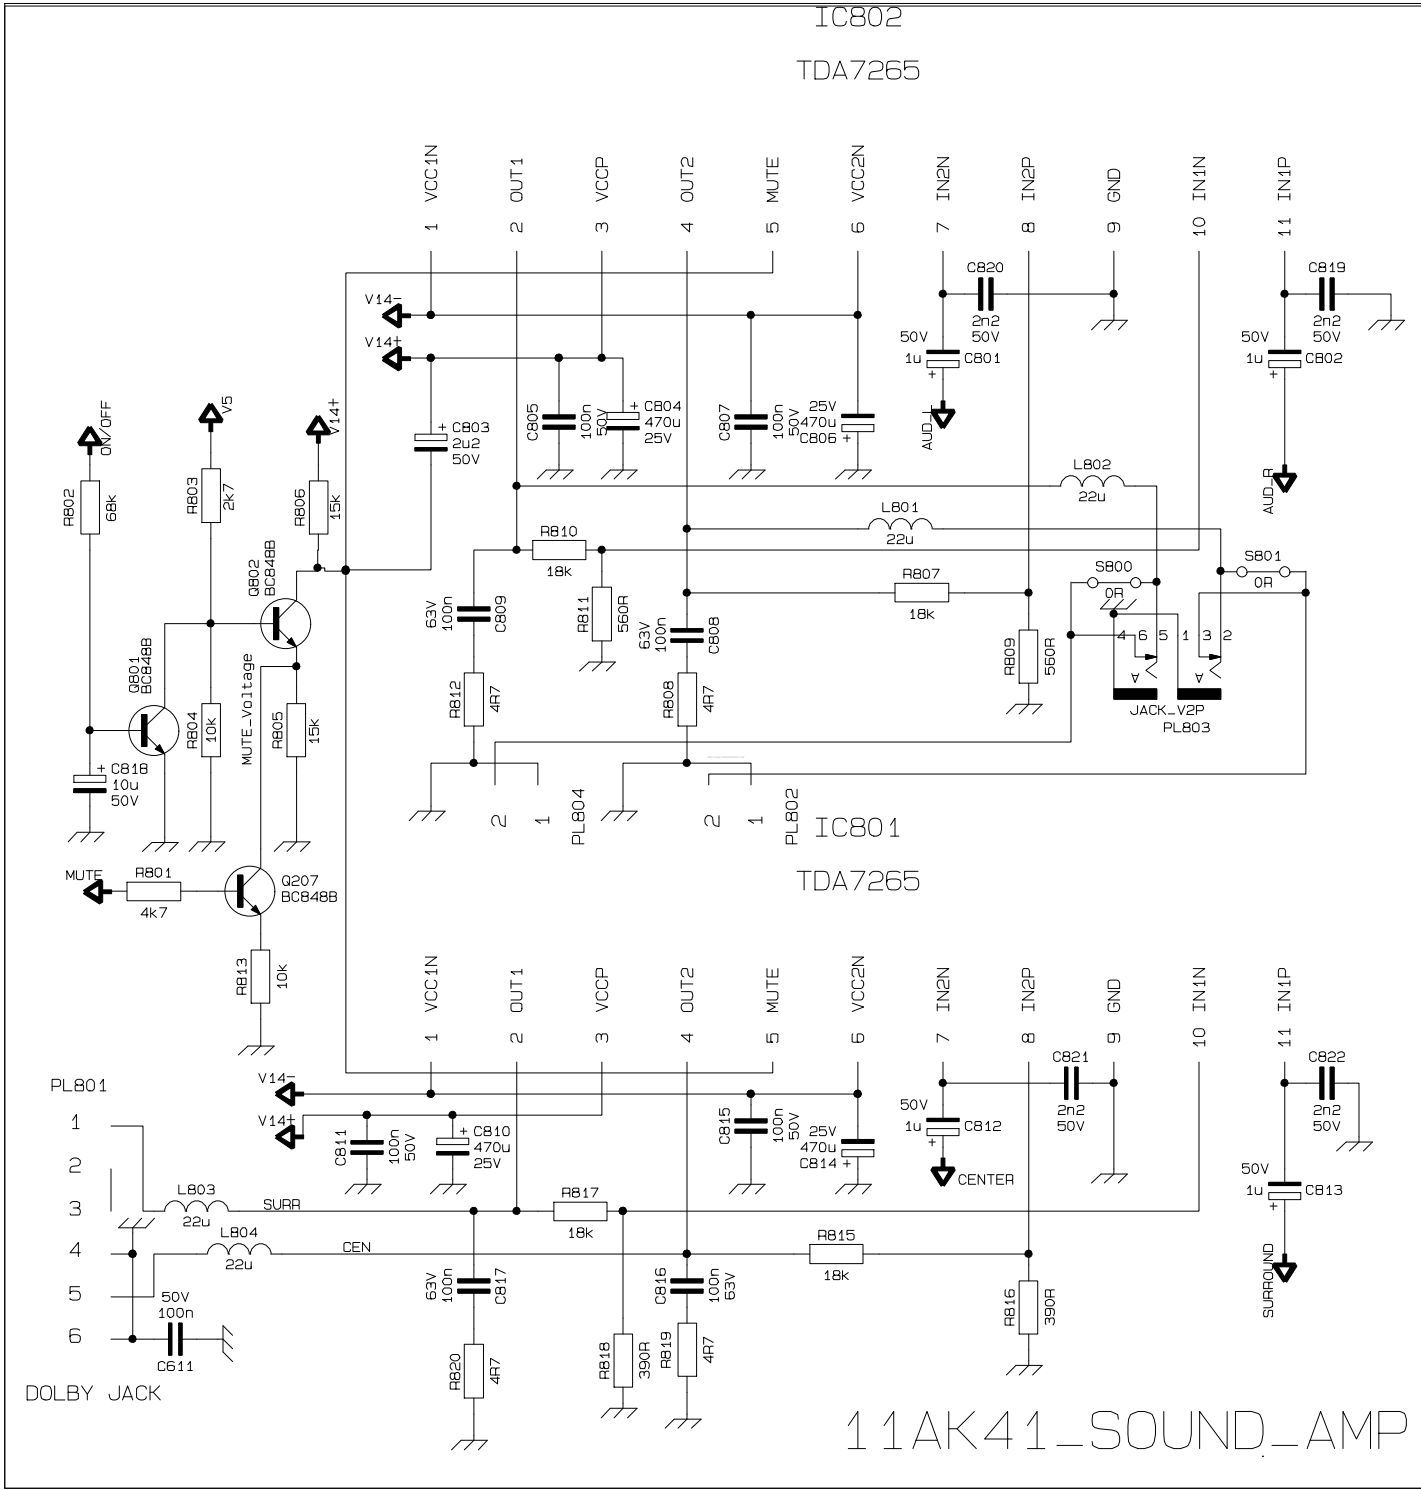 IC802
TDA7265
1 VCC1N
2 OUT1
3 VCCP
4 OUT2
5 MUTE
6 VCC2N
7 IN2N
8 IN2P
9 GND
10 IN1N
11 IN1P
C820
2n2
50V
C819
2n2
50V
V14-
V14+
50V
1u
C801
50V
1u
C802
AUD_L
AUD_R
C803
2u2
50V
C805
100n
50V
C804
470u
25V
C807
100n
50V
25V
470u
C806
ON/OFF
V5
V14+
R802
68k
R803
2k7
R806
15k
L802
22u
L801
22u
R810
18k
R807
18k
S800
0R
S801
0R
Q802
BC848B
63V
100n
C809
R811
560R
63V
100n
C808
R809
560R
4 6 5 1 3 2
A
A
JACK_V2P
PL803
Q801
BC848B
R804
10k
MUTE_Voltage
R805
15k
R812
4R7
R808
4R7
C818
10u
50V
2 1 PL804
2 1 PL802
IC801
TDA7265
MUTE
R801
4k7
Q207
BC848B
R813
10k
1 VCC1N
2 OUT1
3 VCCP
4 OUT2
5 MUTE
6 VCC2N
7 IN2N
8 IN2P
9 GND
10 IN1N
11 IN1P
V14-
V14+
C811
100n
50V
C810
470u
25V
C815
100n
50V
25V
470u
C814
50V
1u
C812
CENTER
C821
2n2
50V
C822
2n2
50V
50V
1u
C813
SURROUND
PL801
1
2
3
4
5
6
L803
22u
SURR
L804
22u
CEN
R817
18k
R815
18k
50V
100n
C611
63V
100n
C817
C816
100n
63V
R820
4R7
R818
390R
R819
4R7
R816
390R
DOLBY JACK
11AK41_SOUND_AMP